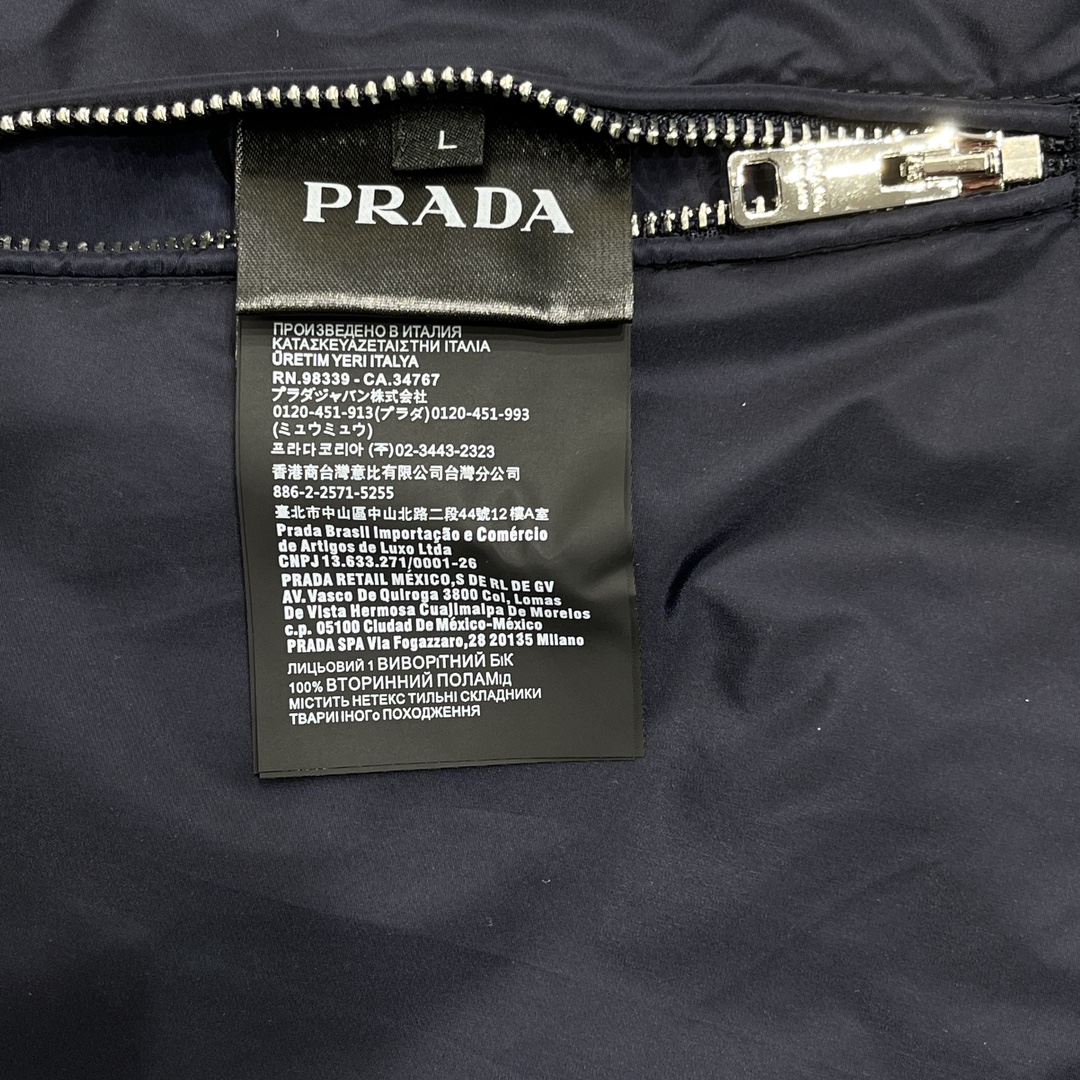 L
PRADA
ПРОИЗВЕДЕНО В ИТАЛИЯ
ΚΑΤΑΣΚΕΥΑΖΕΤΑΙΣΤΗΝ ΙΤΑΛΙΑ
ÜRETIM YERI ITALYA
RN.98339 - CA.34767
プラダジャパン株式会社
0120-451-913(プラダ)0120-451-993
(ミュウミュウ)
프라다코리아 (주)02-3443-2323
香港商台灣意比有限公司台灣分公司
886-2-2571-5255
臺北市中山區中山北路二段44號12樓A室
Prada Brasil Importação e Comércio
de Artigos de Luxo Ltda
CNPJ 13.633.271/0001-26
PRADA RETAIL MÉXICO,S DE RL DE GV
AV.Vasco De Quiroga 3800 Col, Lomas
De Vista Hermosa Cuajimalpa De Morelos
c.p. 05100 Ciudad De México-México
PRADA SPA Via Fogazzaro,28 20135 Milano
ЛИЦЬОВИЙ 1 ВИВОРІТНИЙ БІК
100% ВТОРИННИЙ ПОЛАМІД
МІСТИТЬ НЕТЕКСТИЛЬНІ СКЛАДНИКИ
ТВАРИІНОГо ПОХОДЖЕННЯ